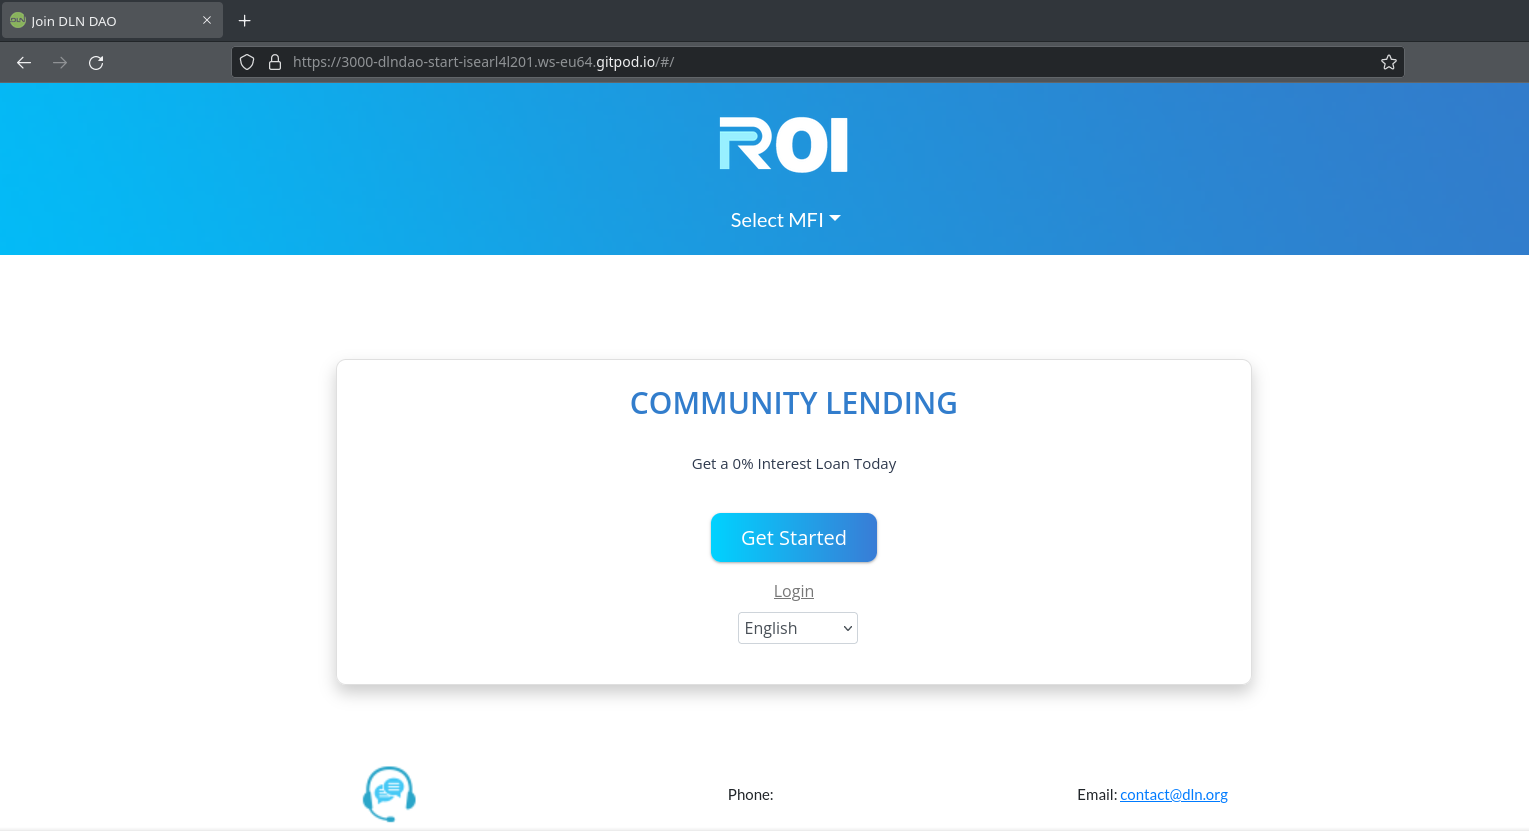 Join DLN DAO
https://3000-dlndao-start-isearl4l201.ws-eu64.gitpod.io/#/
ROI
Select MFI
COMMUNITY LENDING
Get a 0% Interest Loan Today
Get Started
Login
English
Phone:
Email: contact@dln.org